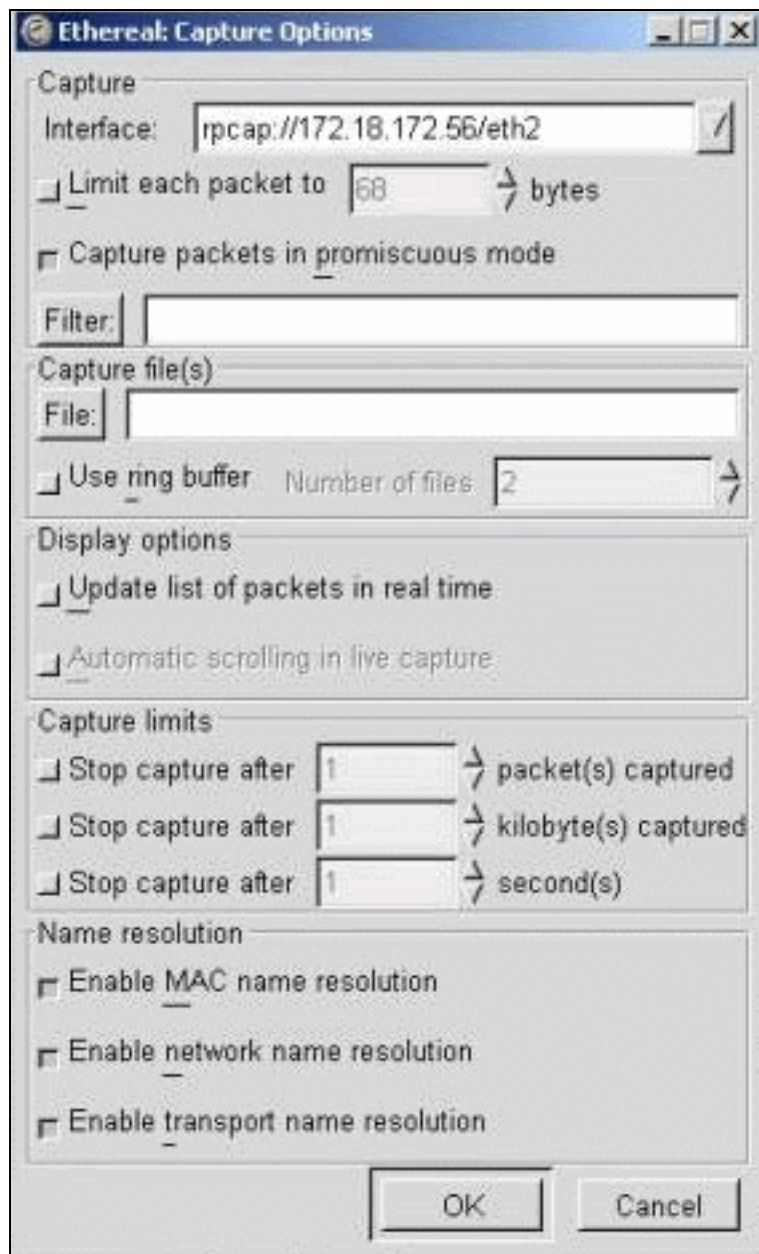 Ethereal: Capture Options
Capture
Interface: rpcap://172.18.172.56/eth2
Limit each packet to 68 bytes
Capture packets in promiscuous mode
Filter:
Capture file(s)
File:
Use ring buffer Number of files 2
Display options
Update list of packets in real time
Automatic scrolling in live capture
Capture limits
Stop capture after 1 packet(s) captured
Stop capture after 1 kilobyte(s) captured
Stop capture after 1 second(s)
Name resolution
Enable MAC name resolution
Enable network name resolution
Enable transport name resolution
OK Cancel